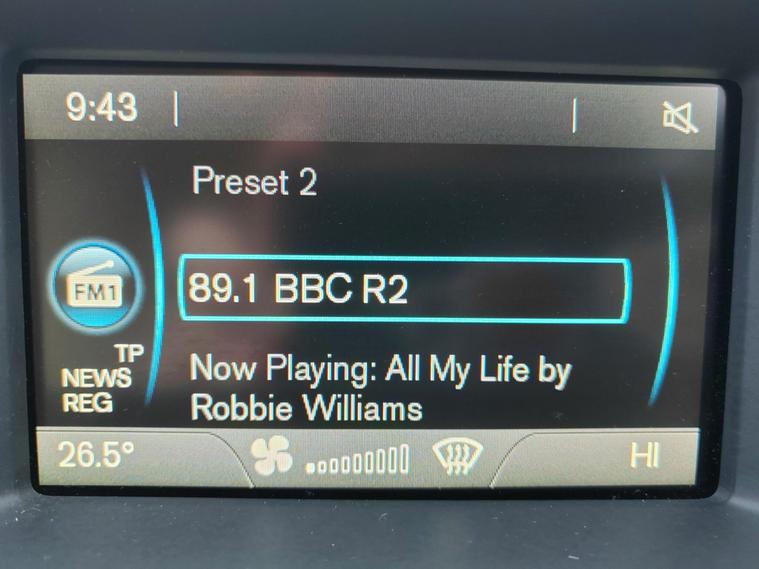 9:43
Preset 2
FM1
89.1 BBC R2
TP
NEWS
REG
Now Playing: All My Life by
Robbie Williams
26.5°
HI